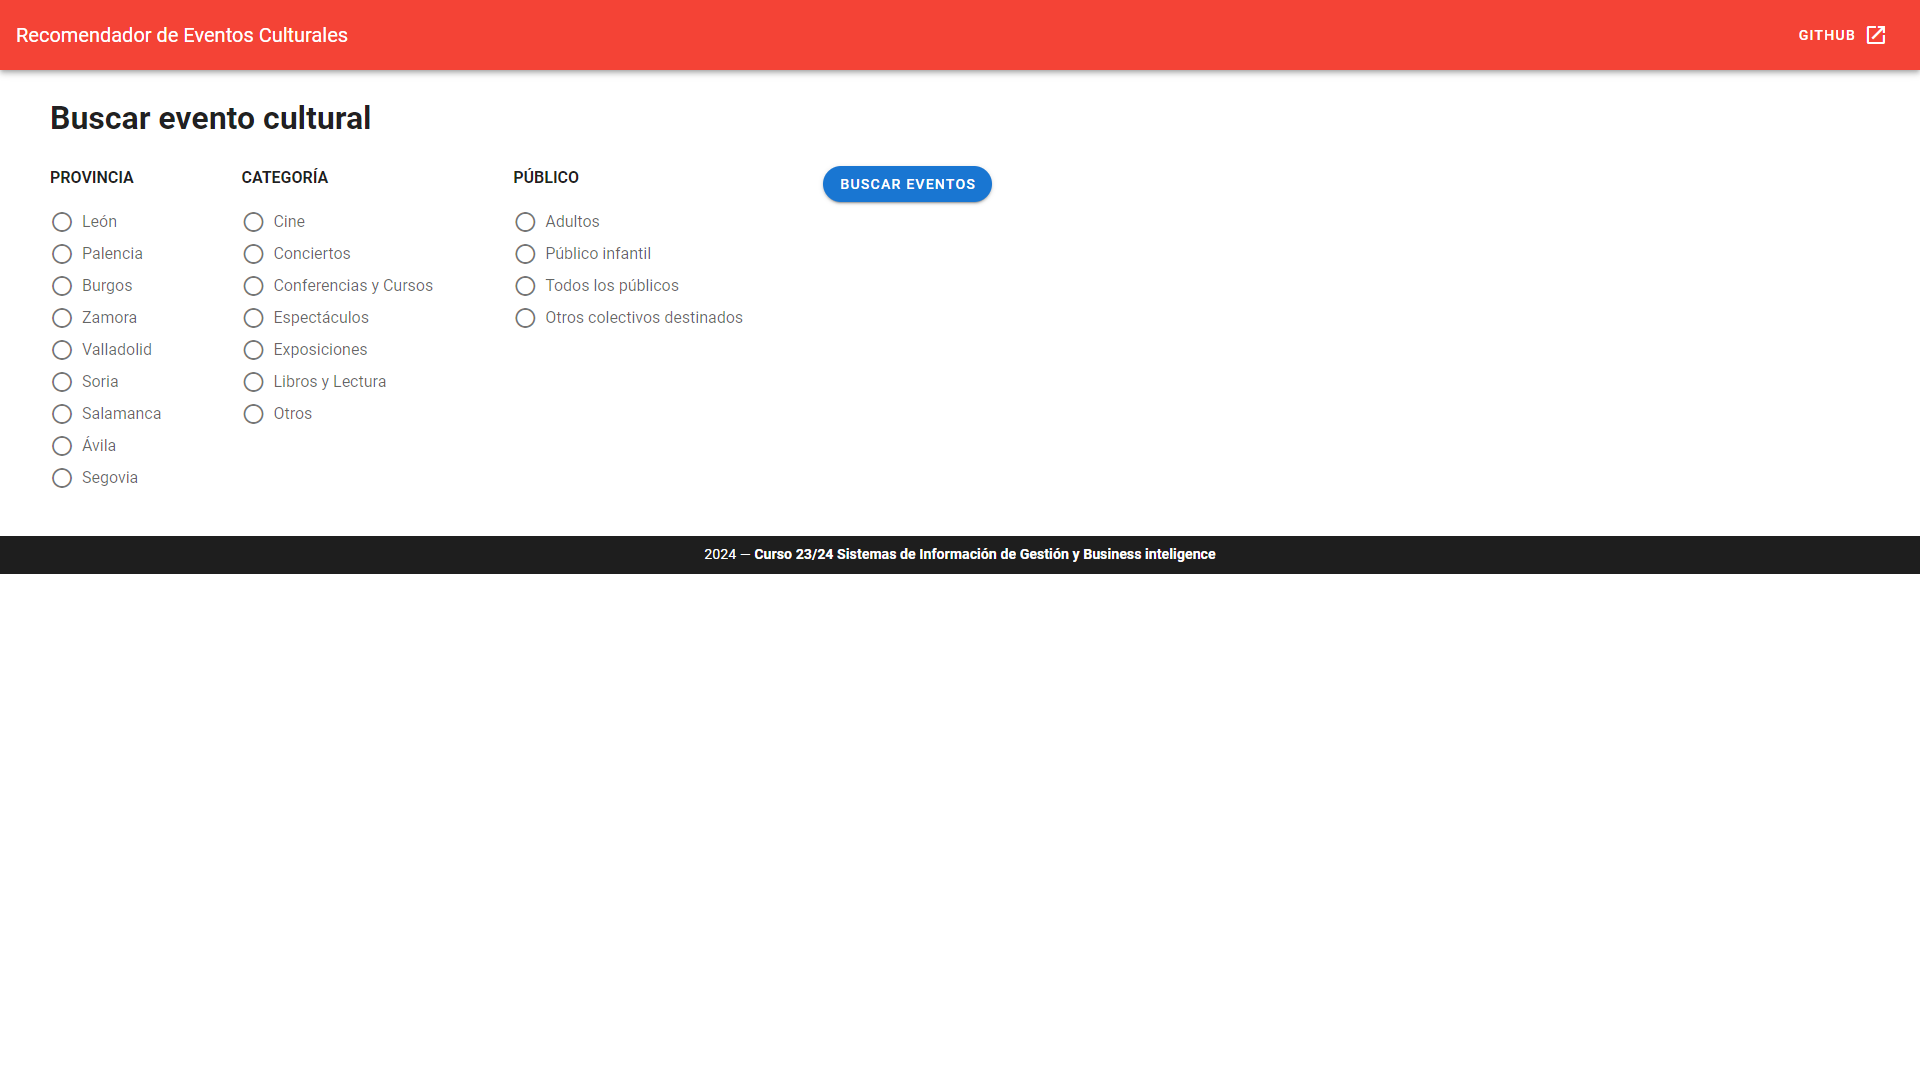 Recomendador de Eventos Culturales
GITHUB
Buscar evento cultural
PROVINCIA
León
Palencia
Burgos
Zamora
Valladolid
Soria
Salamanca
Ávila
Segovia
CATEGORÍA
Cine
Conciertos
Conferencias y Cursos
Espectáculos
Exposiciones
Libros y Lectura
Otros
PÚBLICO
Adultos
Público infantil
Todos los públicos
Otros colectivos destinados
BUSCAR EVENTOS
2024 — Curso 23/24 Sistemas de Información de Gestión y Business inteligence